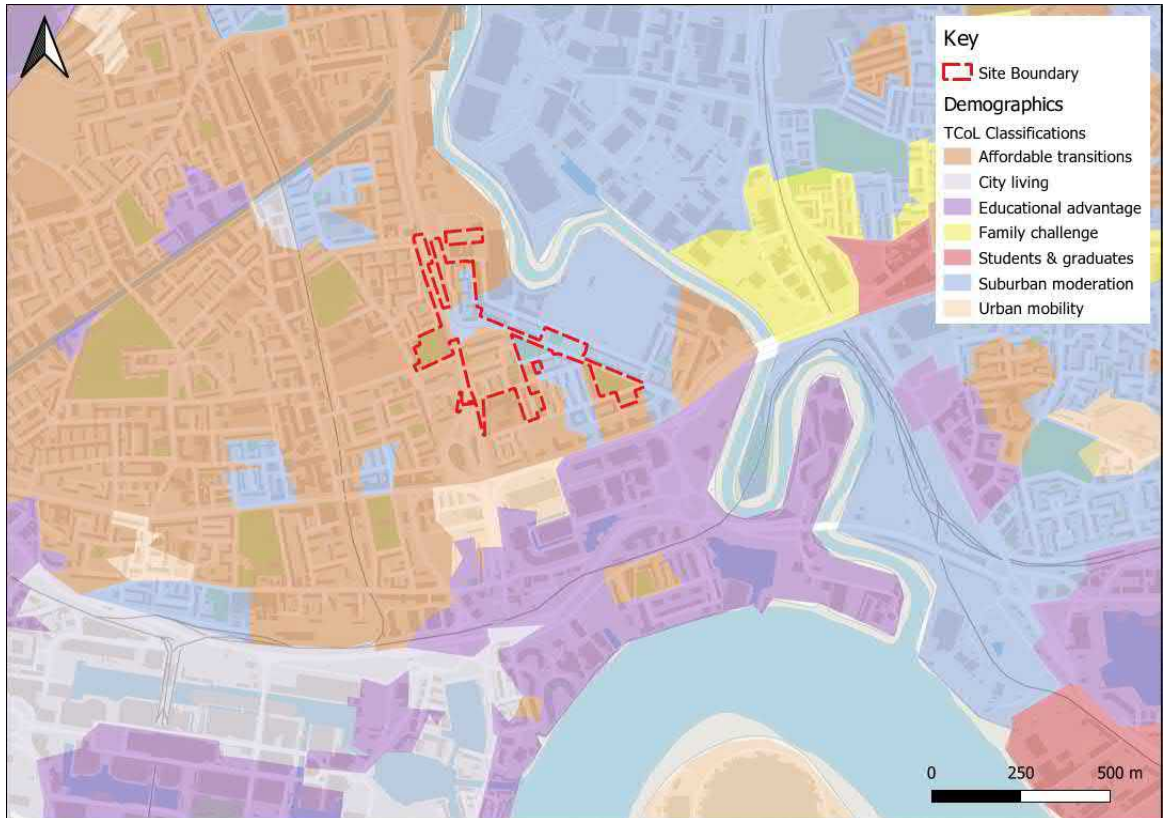 Key
Site Boundary
Demographics
TCoL Classifications
Affordable transitions
City living
Educational advantage
Family challenge
Students & graduates
Suburban moderation
Urban mobility
0 250 500 m